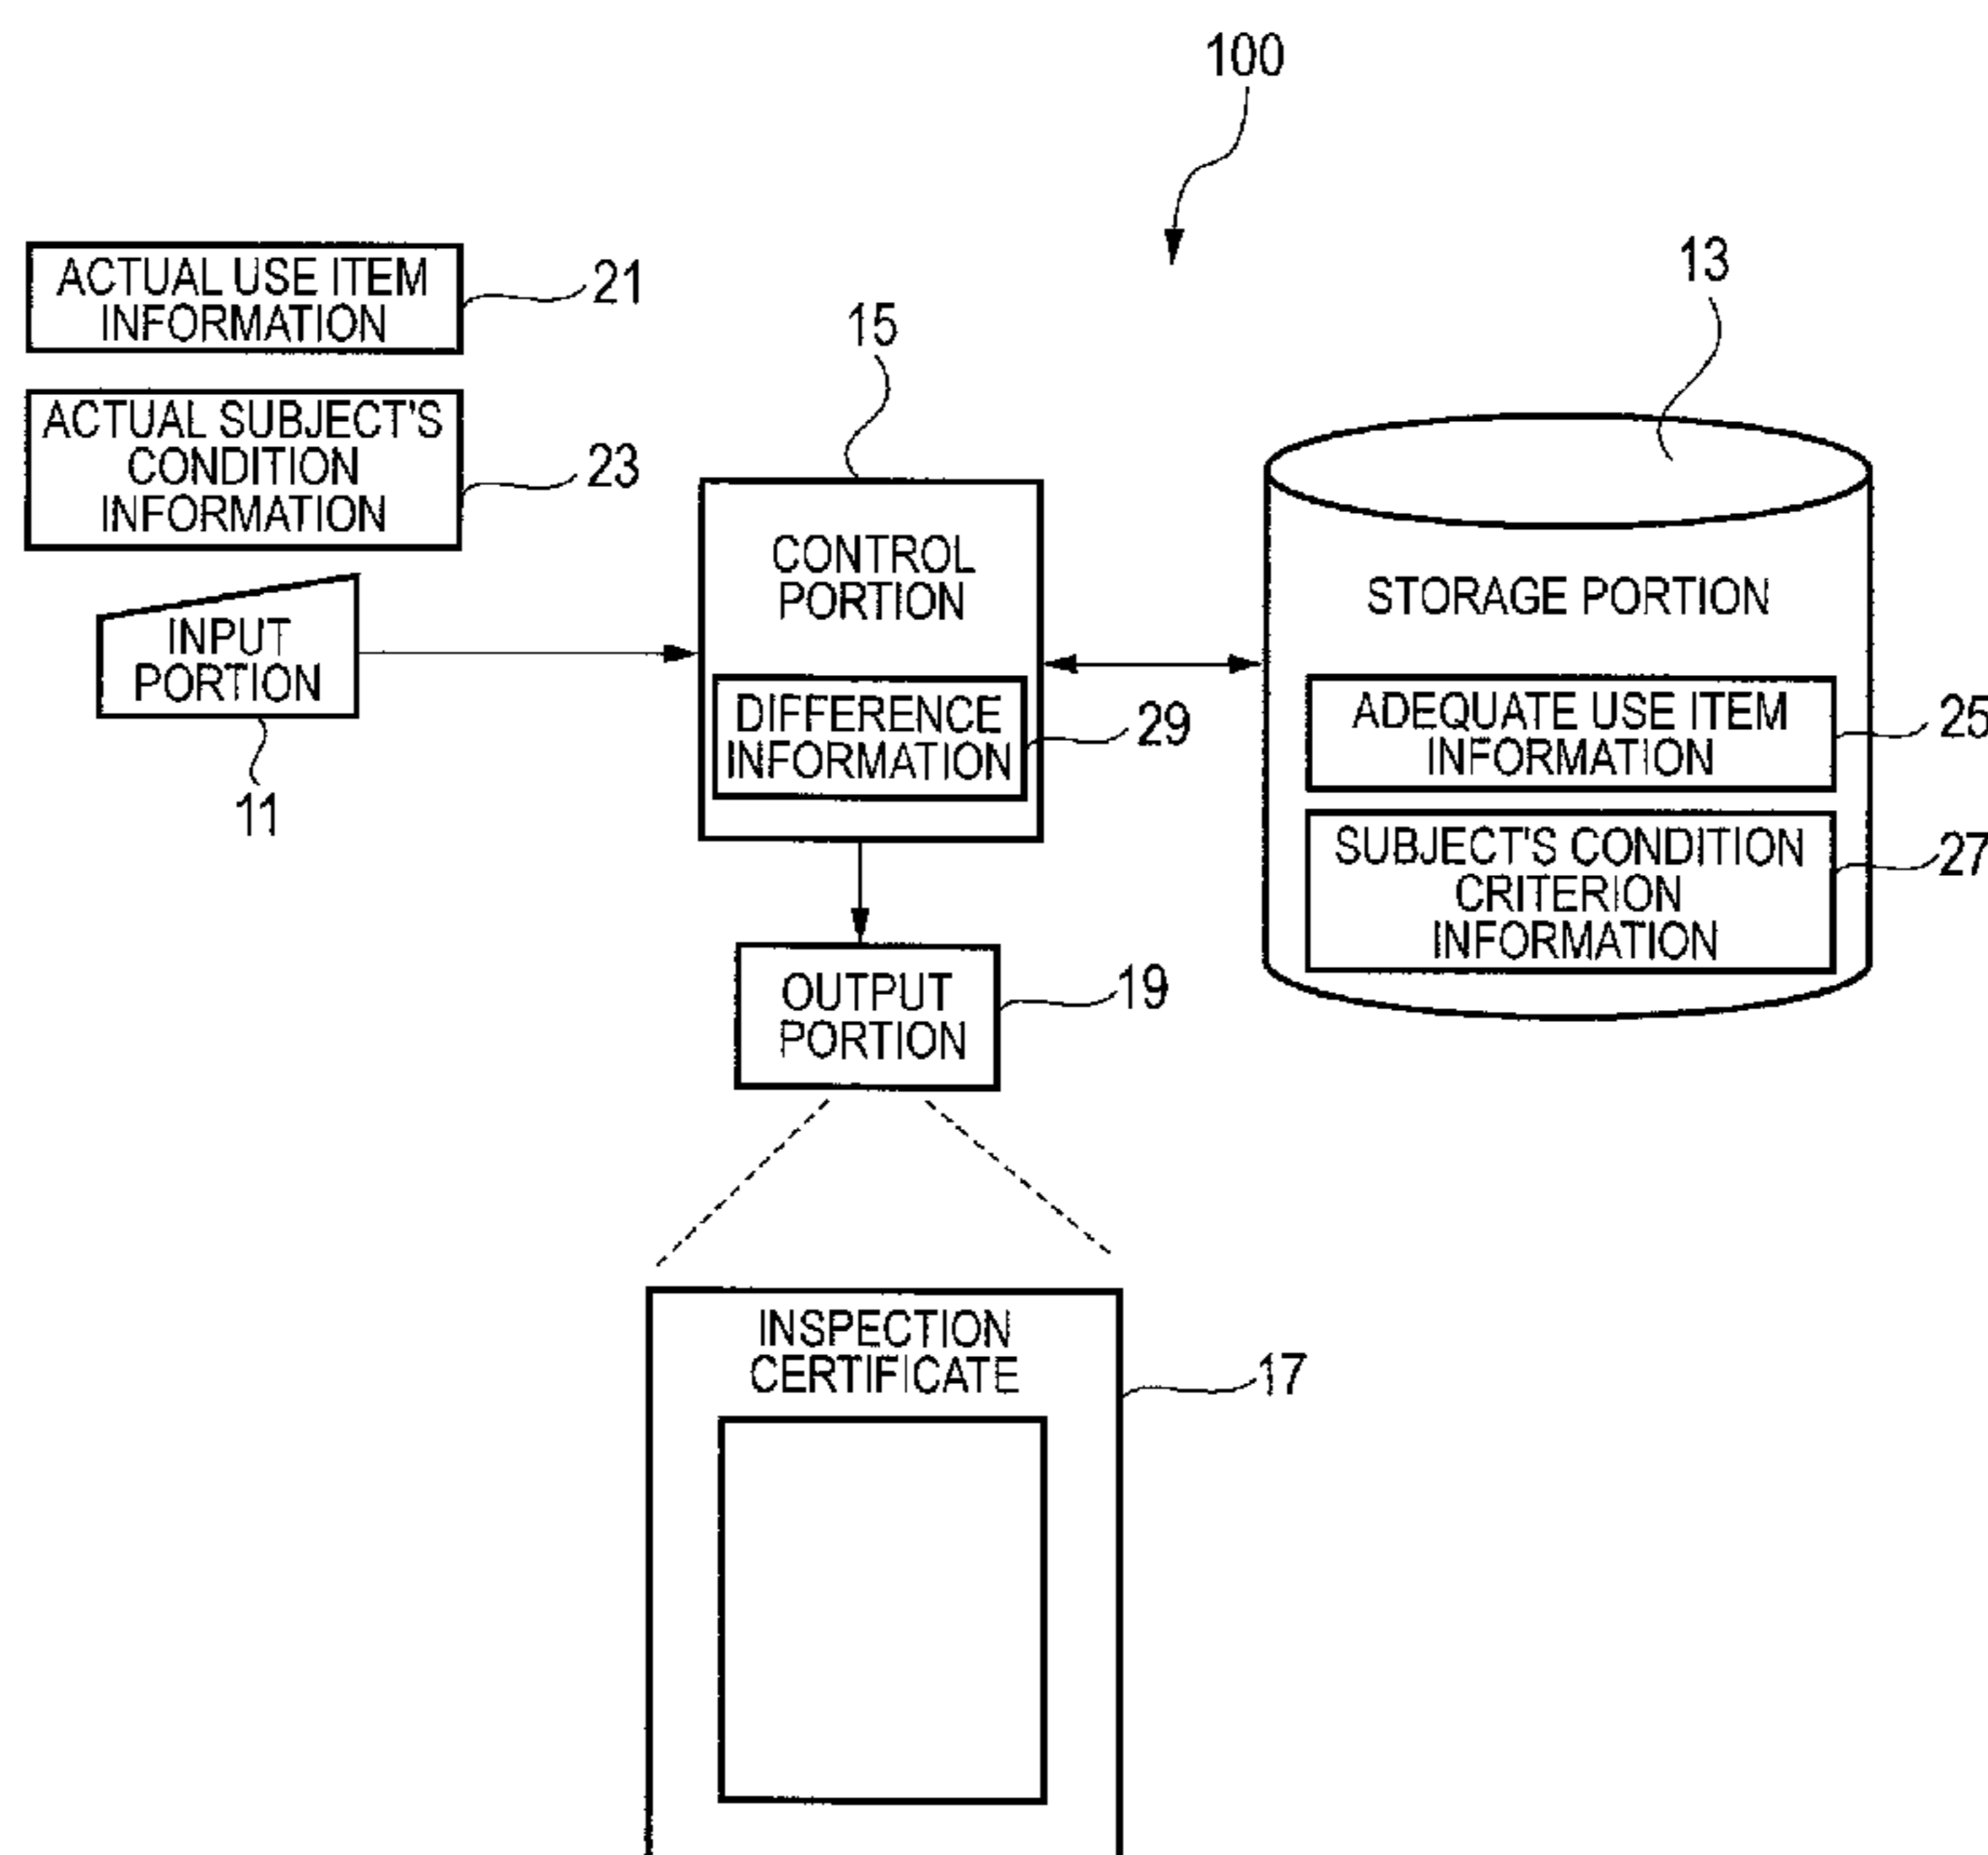 100
ACTUAL USE ITEM
INFORMATION
21
ACTUAL SUBJECT'S
CONDITION
INFORMATION
23
INPUT
PORTION
11
15
CONTROL
PORTION
DIFFERENCE
INFORMATION
29
13
STORAGE PORTION
ADEQUATE USE ITEM
INFORMATION
25
SUBJECT'S CONDITION
CRITERION
INFORMATION
27
OUTPUT
PORTION
19
INSPECTION
CERTIFICATE
17